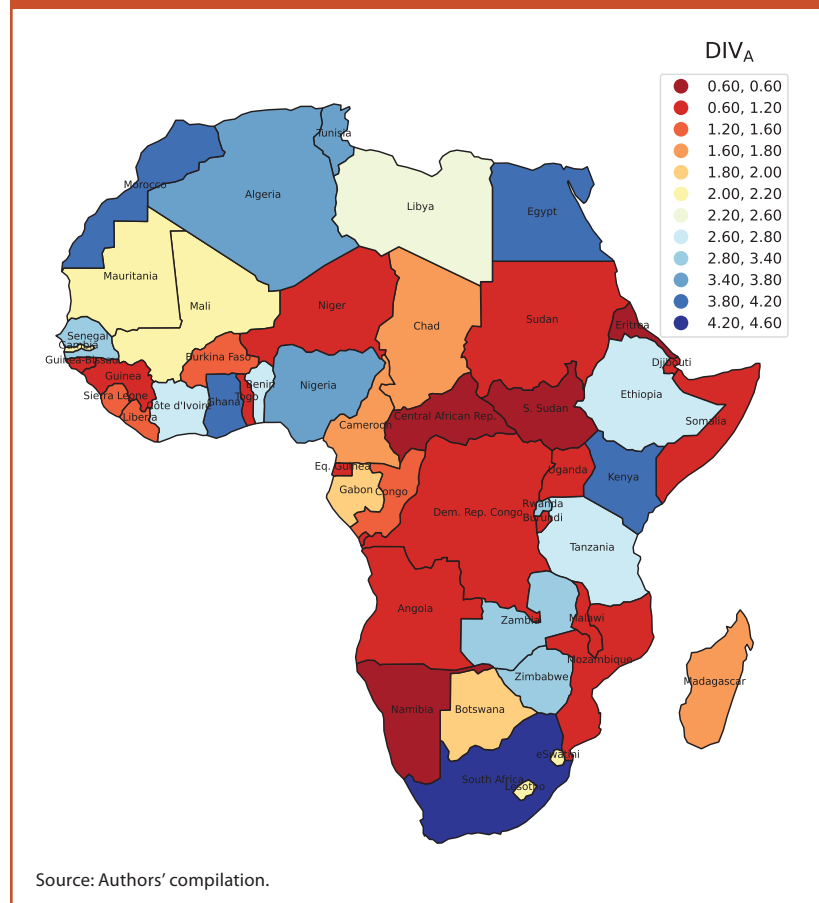 DIV_A
0.60, 0.60
0.60, 1.20
1.20, 1.60
1.60, 1.80
1.80, 2.00
2.00, 2.20
2.20, 2.60
2.60, 2.80
2.80, 3.40
3.40, 3.80
3.80, 4.20
4.20, 4.60
Tunisia
Morocco
Algeria
Libya
Egypt
Mauritania
Mali
Niger
Chad
Sudan
Eritrea
Senegal
Gambia
Guinea-Bissau
Guinea
Sierra Leone
Liberia
Burkina Faso
Côte d'Ivoire
Ghana
Togo
Benin
Nigeria
Cameroon
Central African Rep.
S. Sudan
Djibouti
Ethiopia
Somalia
Eq. Guinea
Gabon
Congo
Dem. Rep. Congo
Uganda
Kenya
Rwanda
Burundi
Tanzania
Angola
Zambia
Malawi
Mozambique
Zimbabwe
Madagascar
Namibia
Botswana
eSwatini
South Africa
Lesotho
Source: Authors' compilation.